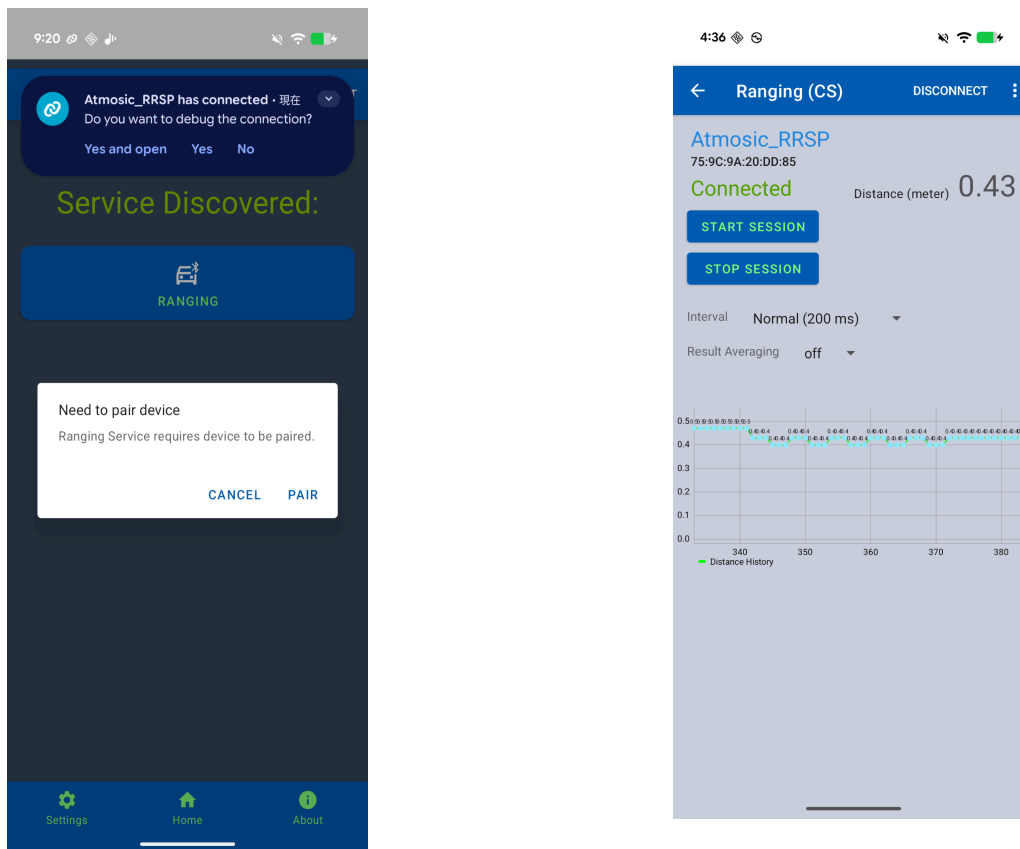 9:20
Atmosic_RRSP has connected · 現在
Do you want to debug the connection?
Yes and open Yes No
Service Discovered:
RANGING
Need to pair device
Ranging Service requires device to be paired.
CANCEL PAIR
Settings Home About
4:36
Ranging (CS) DISCONNECT
Atmosic_RRSP
75:9C:9A:20:DD:85
Connected Distance (meter) 0.43
START SESSION
STOP SESSION
Interval Normal (200 ms)
Result Averaging off
0.5
0.4
0.3
0.2
0.1
0.0
340 350 360 370 380
Distance History